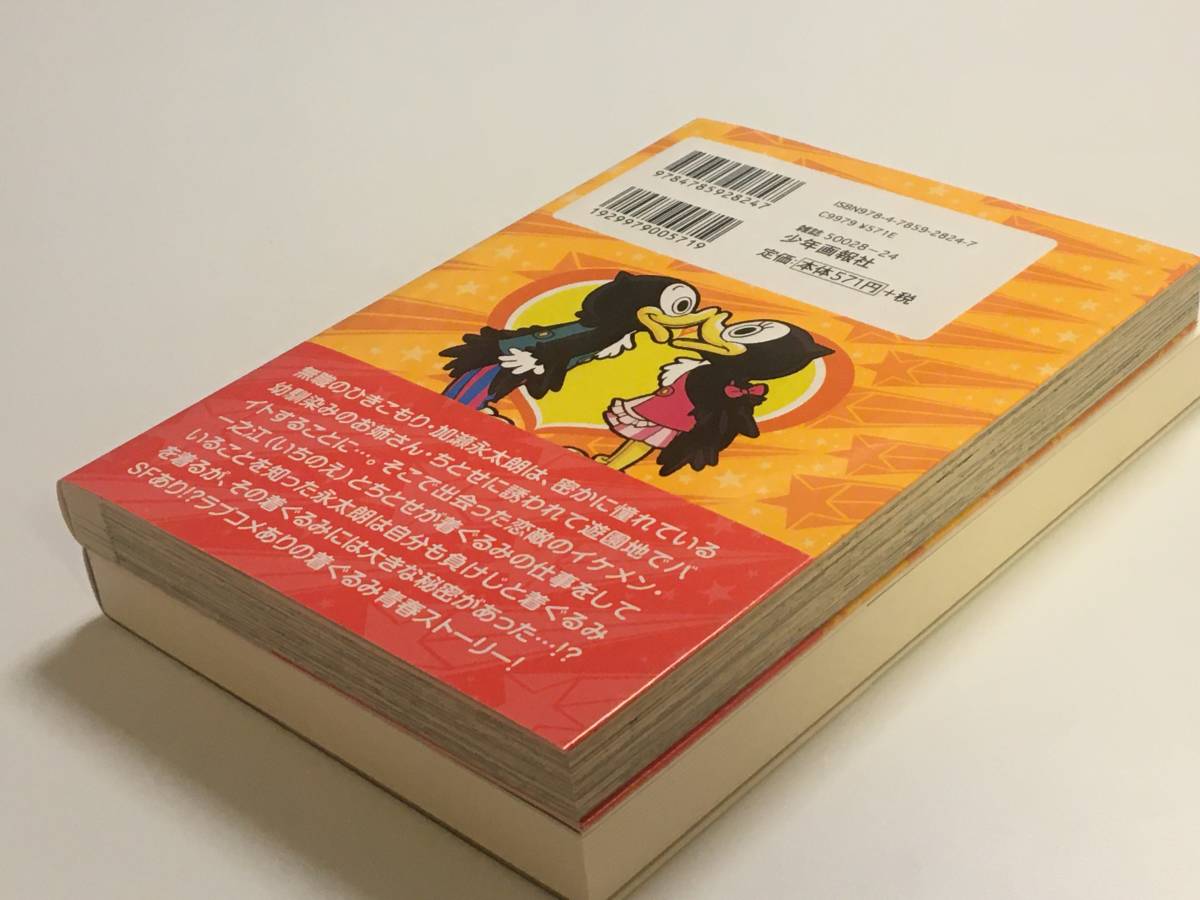 9784785928247
1929979005719
ISBN978-4-7859-2824-7
C9979 ¥571E
雑誌 50028-24
少年画報社
定価:本体571円+税
無職のひきこもり・加瀬永太朗は、密かに憧れている
幼馴染みのお姉さん・ちとせに誘われて遊園地でバ
イトすることに…。そこで出会った恋敵のイケメン・
一之江(いちのえ)とちとせが着ぐるみの仕事をして
いることを知った永太朗は自分も負けじと着ぐるみ
を着るが、その着ぐるみには大きな秘密があった…!?
SFあり!?ラブコメありの着ぐるみ青春ストーリー!